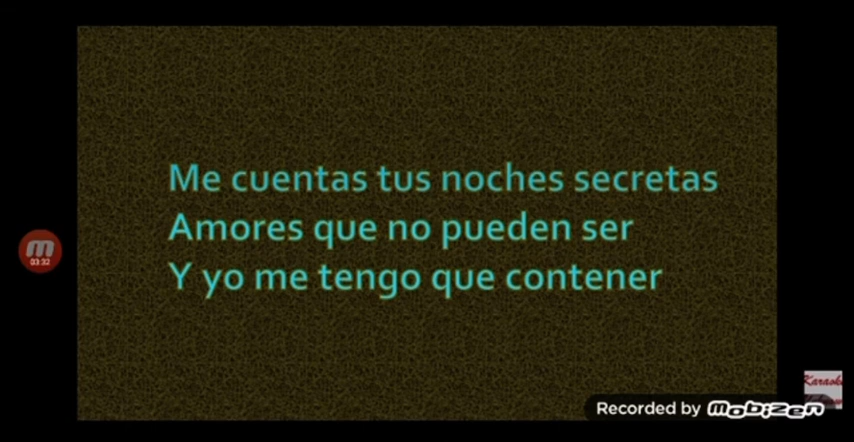 Me cuentas tus noches secretas
Amores que no pueden ser
Y yo me tengo que contener
03:32
Karaoke
Recorded by Mobizen